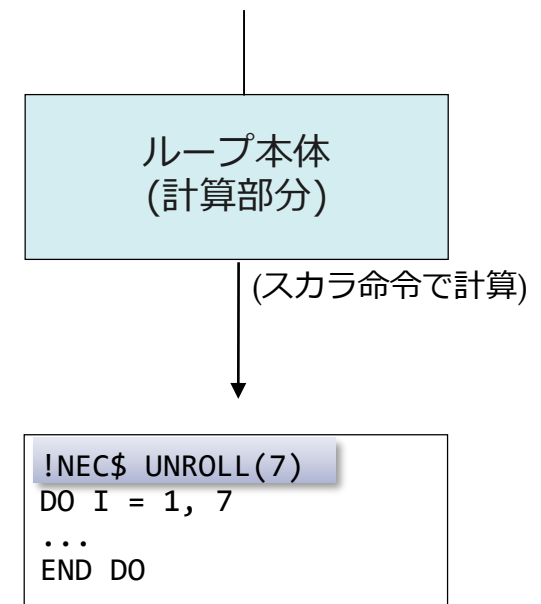 ループ本体
(計算部分)
(スカラ命令で計算)
!NEC$ UNROLL(7)
DO I = 1, 7
...
END DO